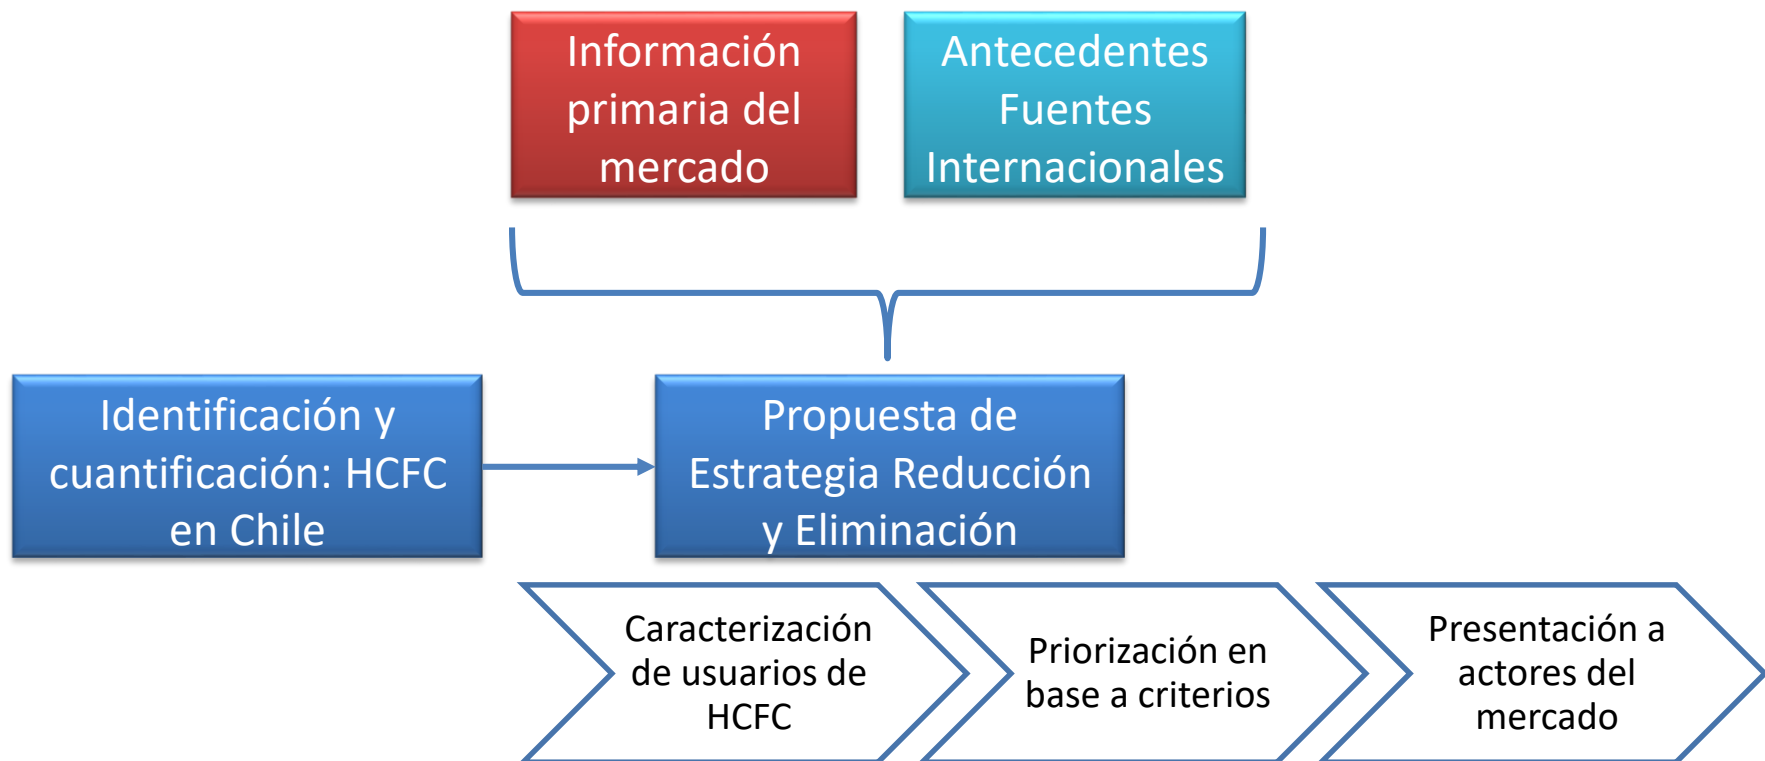 Información
primaria del
mercado
Antecedentes
Fuentes
Internacionales
Identificación y
cuantificación: HCFC
en Chile
Propuesta de
Estrategia Reducción
y Eliminación
Caracterización
de usuarios de
HCFC
Priorización en
base a criterios
Presentación a
actores del
mercado